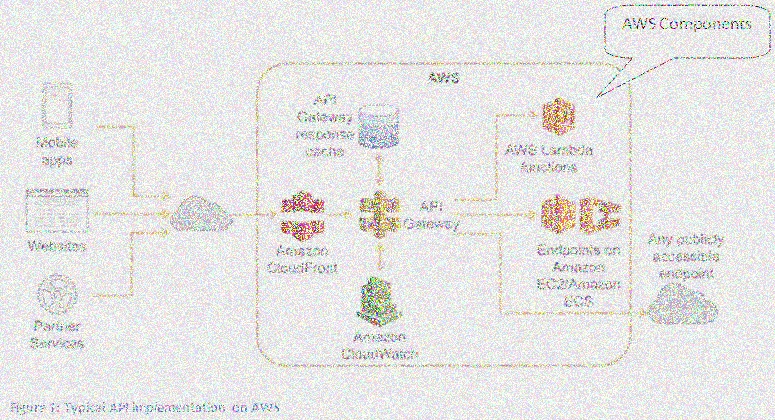 AWS Components
AWS
API
Gateway
response
cache
Mobile
apps
AWS Lambda
functions
Websites
API
Gateway
Amazon
CloudFront
Endpoints on
Amazon
EC2/Amazon
ECS
Any publicly
accessible
endpoint
Partner
Services
Amazon
CloudWatch
Figure 1: Typical API implementation on AWS